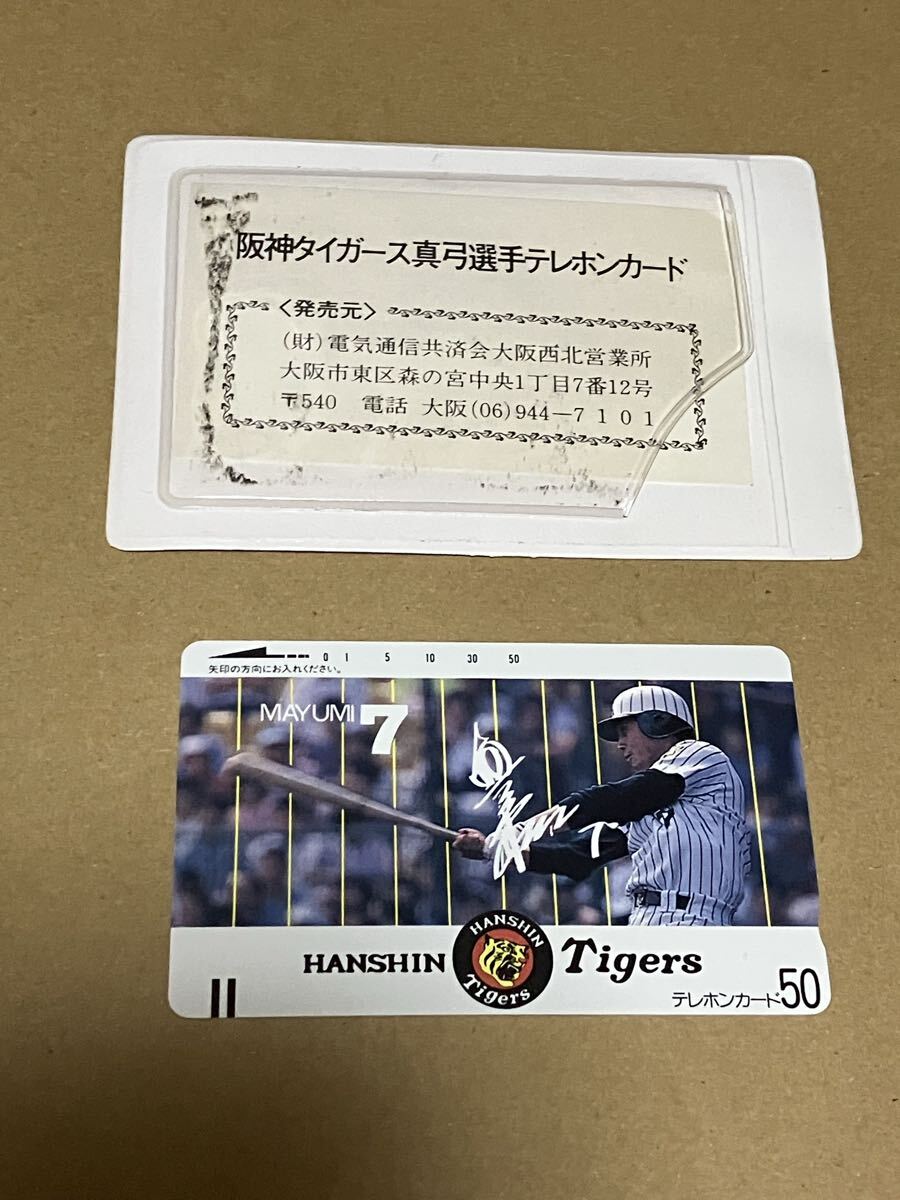 阪神タイガース真弓選手テレホンカード
〈発売元〉
(財)電気通信共済会大阪西北営業所
大阪市東区森の宮中央1丁目7番12号
〒540 電話 大阪(06)944−7101
0 1 5 10 30 50
矢印の方向にお入れください。
MAYUMI 7
HANSHIN
HANSHIN
Tigers
Tigers
テレホンカード50